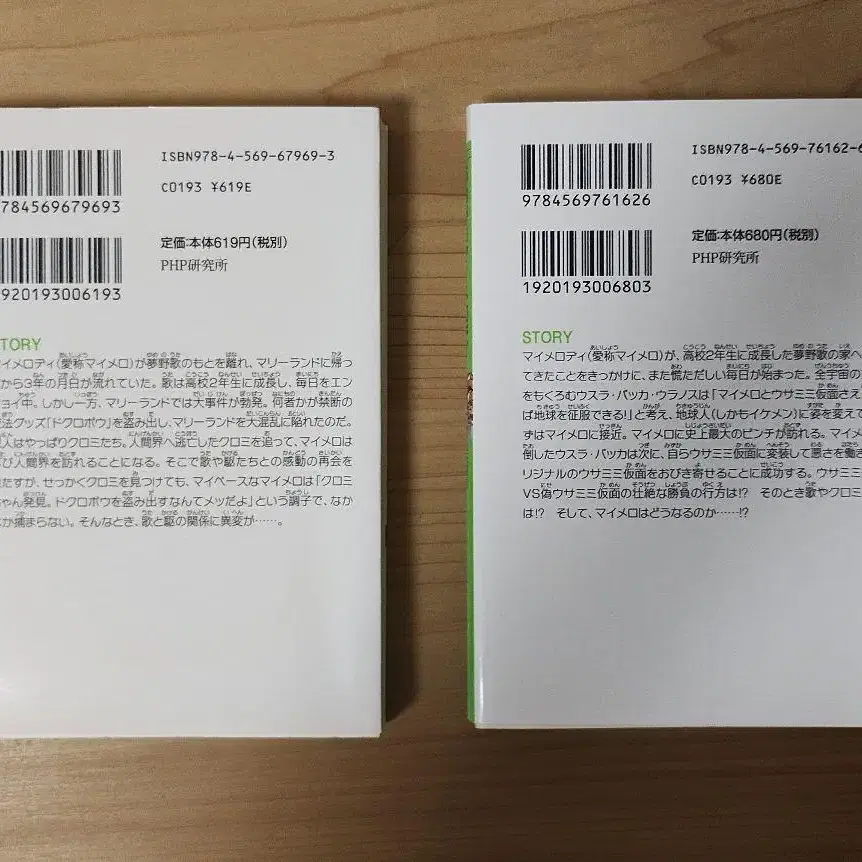 ISBN978-4-569-67969-3
C0193 ¥619E
784569679693
定価:本体619円(税別)
PHP研究所
1920193006193
TORY
イメロディ(愛称マイメロ)が夢野歌のもとを離れ、マリーランドに帰っ
から3年の月日が流れていた。歌は高校2年生に成長し、毎日をエン
ョイ中。しかし一方、マリーランドでは大事件が勃発。何者かが禁断の
法グッズ「ドクロボウ」を盗み出し、マリーランドを大混乱に陥れたのだ。
人はやっぱりクロミたち。人間界へ逃亡したクロミを追って、マイメロは
び人間界を訪れることになる。そこで歌や駆たちとの感動の再会を
たすが、せっかくクロミを見つけても、マイペースなマイメロは「クロミ
ゃん発見。ドクロボウを盗み出すなんてメッだよ」という調子で、なか
か捕まらない。そんなとき、歌と駆の関係に異変が……。
ISBN978-4-569-76162-6
C0193 ¥680E
9784569761626
定価:本体680円(税別)
PHP研究所
1920193006803
STORY
マイメロディ(愛称マイメロ)が、高校2年生に成長した夢野歌の家へ
てきたことをきっかけに、また慌ただしい毎日が始まった。全宇宙の
をもくろむウスラ・バッカ・ウラノスは「マイメロとウサミミ仮面さえ
ば地球を征服できる!」と考え、地球人(しかもイケメン)に姿を変えて
ずはマイメロに接近。マイメロに史上最大のピンチが訪れる。マイメ
倒したウスラ・バッカは次に、自らウサミミ仮面に変装して悪さを働き
リジナルのウサミミ仮面をおびき寄せることに成功する。ウサミミ
VS偽ウサミミ仮面の壮絶な勝負の行方は!? そのとき歌やクロミ
は!? そして、マイメロはどうなるのか……!?